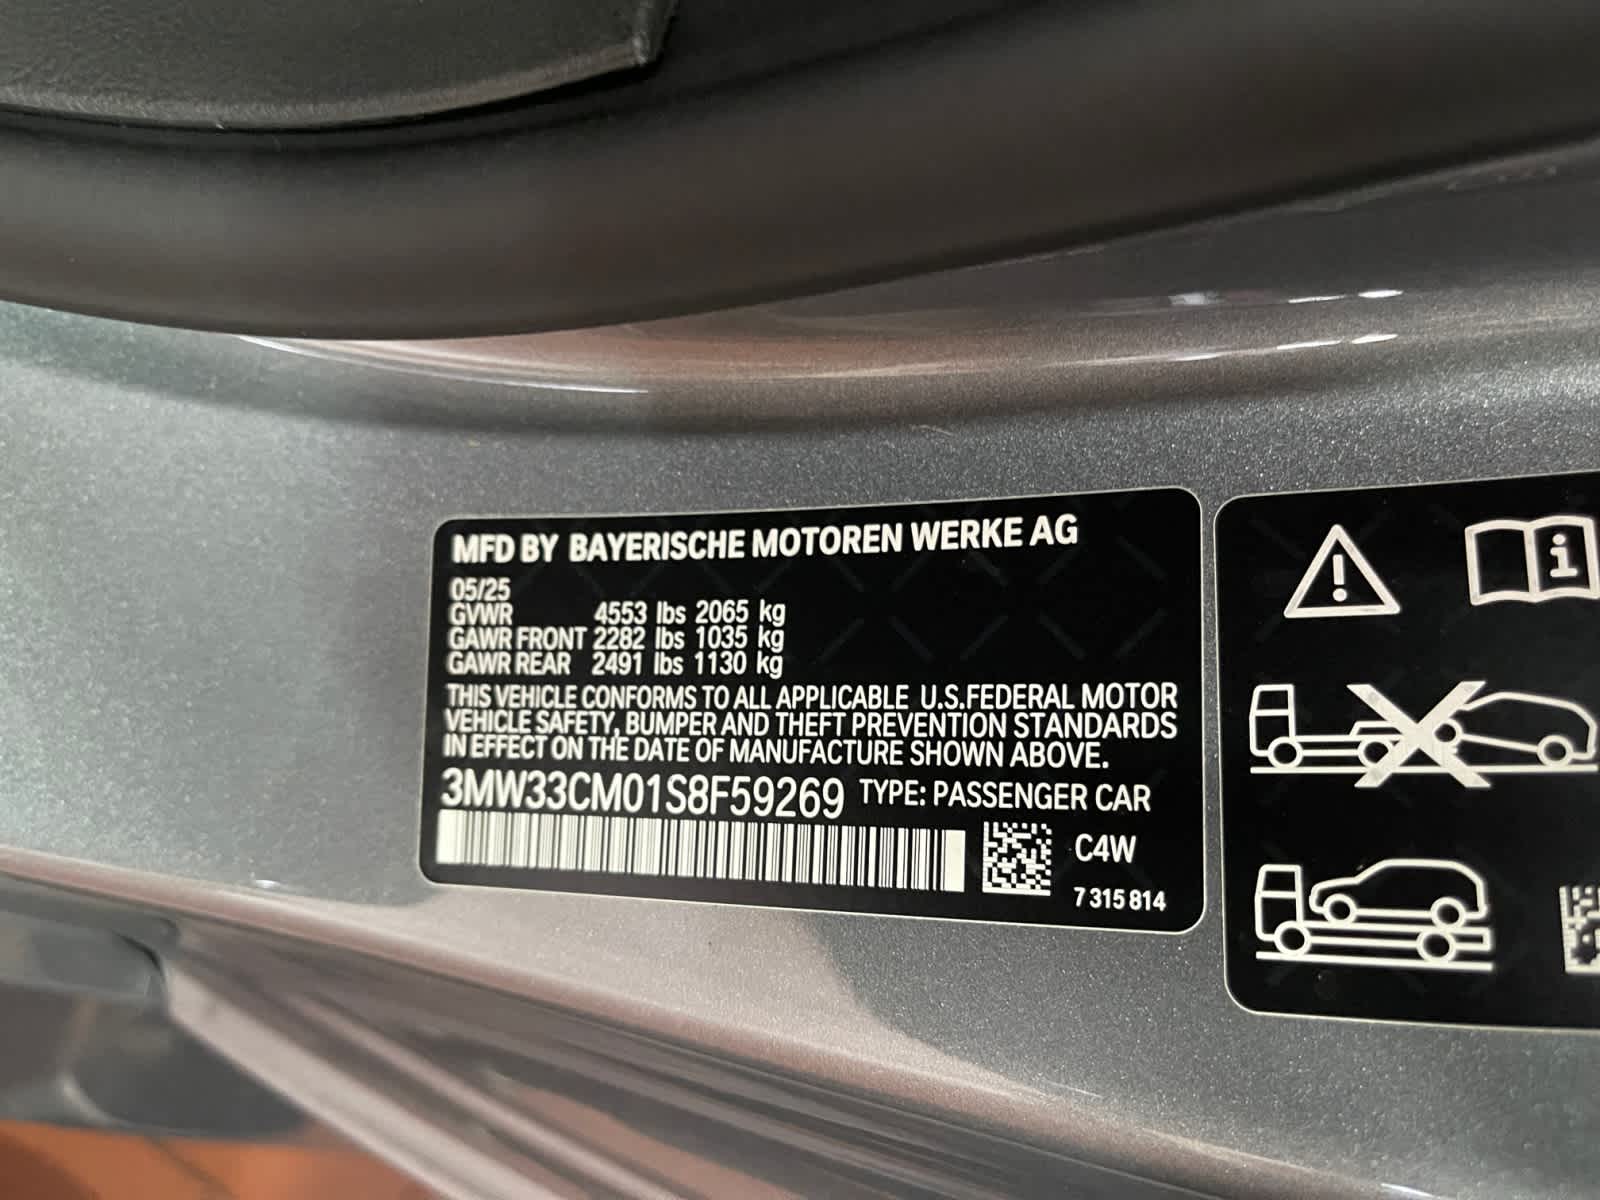 MFD BY BAYERISCHE MOTOREN WERKE AG
05/25
GVWR 4553 lbs 2065 kg
GAWR FRONT 2282 lbs 1035 kg
GAWR REAR 2491 lbs 1130 kg
THIS VEHICLE CONFORMS TO ALL APPLICABLE U.S.FEDERAL MOTOR
VEHICLE SAFETY, BUMPER AND THEFT PREVENTION STANDARDS
IN EFFECT ON THE DATE OF MANUFACTURE SHOWN ABOVE.
3MW33CM01S8F59269 TYPE: PASSENGER CAR
C4W
7 315 814